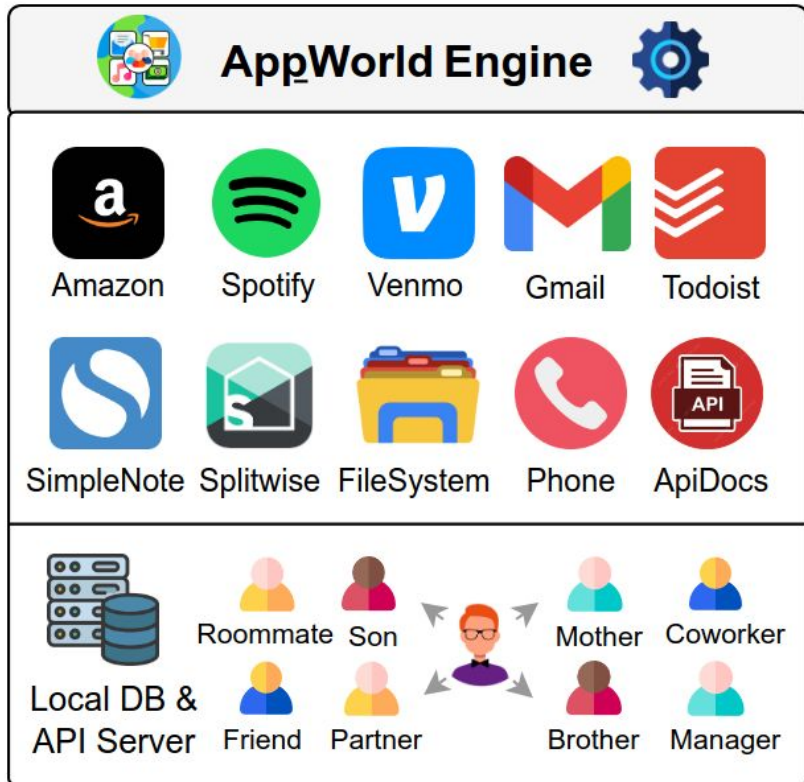 AppWorld Engine
a
Amazon Spotify Venmo Gmail Todoist
S
API
SimpleNote Splitwise FileSystem Phone ApiDocs
Roommate Son Mother Coworker
Local DB &
API Server
Friend Partner Brother Manager